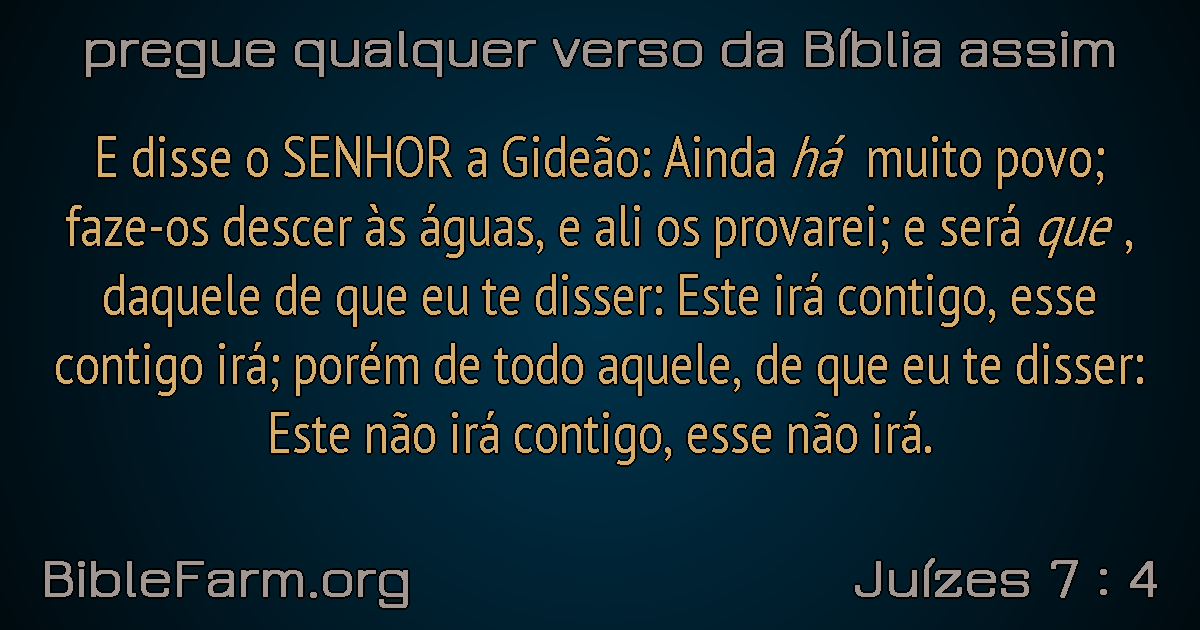 pregue qualquer verso da Bíblia assim
E disse o SENHOR a Gideão: Ainda há muito povo;
faze-os descer às águas, e ali os provarei; e será que ,
daquele de que eu te disser: Este irá contigo, esse
contigo irá; porém de todo aquele, de que eu te disser:
Este não irá contigo, esse não irá.
BibleFarm.org
Juízes 7 : 4